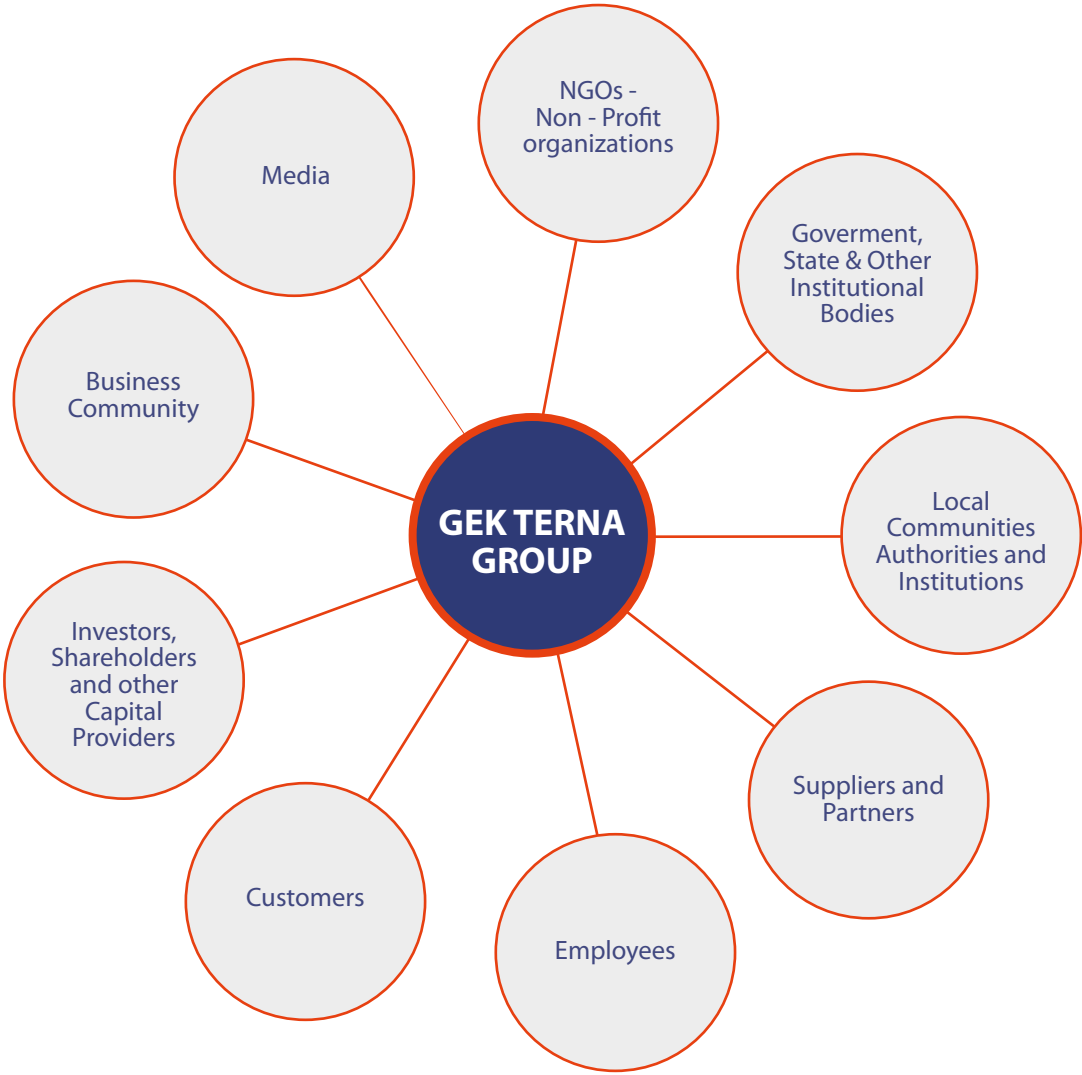 NGOs -
Non - Profit
organizations
Media
Goverment,
State & Other
Institutional
Bodies
Business
Community
Local
Communities
Authorities and
Institutions
GEK TERNA
GROUP
Investors,
Shareholders
and other
Capital
Providers
Suppliers and
Partners
Customers
Employees